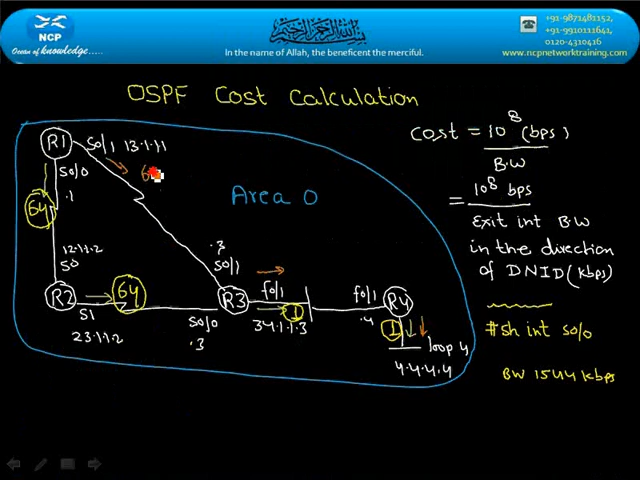 NCP
Ocean of knowledge.....
بسم الله الرحمن الرحيم
In the name of Allah, the beneficent the merciful.
+91-9871481152,
+91-9910111641,
0120-4310416
www.ncpnetworktraining.com
OSPF Cost Calculation
R1
S0/1 13.1.1.1
S0/0
.1
64
6
Area 0
12.1.1.2
S0
R2
64
S1
23.1.1.2
.3
S0/1
R3
S0/0
.3
f0/1
1
34.1.1.3
f0/1
.4
R4
1
loop 4
4.4.4.4
Cost = 10^8 (bps)
B.W
= 10^8 bps
Exit int B.W
in the direction
of DNID (kbps)
#sh int S0/0
BW 1544 kbps